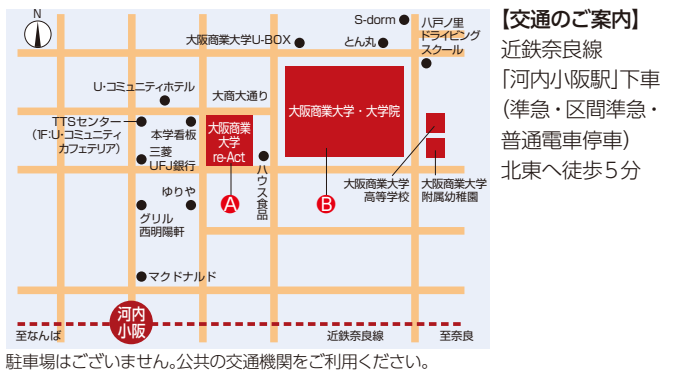 N
S-dorm
八戸ノ里
ドライビング
スクール
大阪商業大学U-BOX
とん丸
U・コミュニティホテル
大商大通り
TTSセンター
(1F:U・コミュニティ
カフェテリア)
本学看板
大阪商業
大学
re-Act
大阪商業大学・大学院
三菱
UFJ銀行
ハウス食品
大阪商業大学
高等学校
大阪商業大学
附属幼稚園
ゆりや
A
B
グリル
西明陽軒
マクドナルド
河内
小阪
至なんば
近鉄奈良線
至奈良
駐車場はございません。公共の交通機関をご利用ください。
【交通のご案内】
近鉄奈良線
「河内小阪駅」下車
(準急・区間準急・
普通電車停車)
北東へ徒歩5分